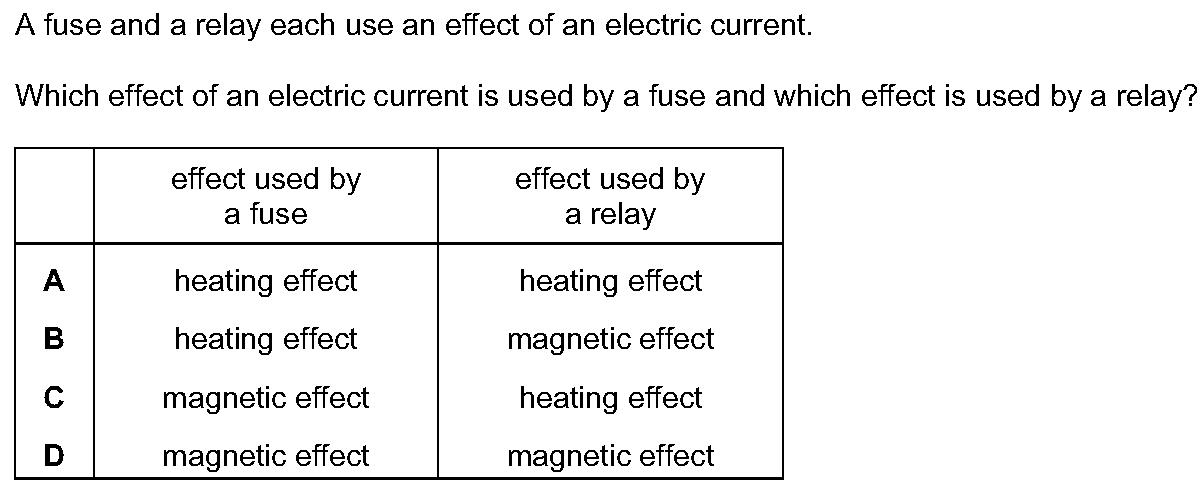 A fuse and a relay each use an effect of an electric current.
Which effect of an electric current is used by a fuse and which effect is used by a relay?
effect used by effect used by
a fuse a relay
A heating effect heating effect
B heating effect magnetic effect
C magnetic effect heating effect
D magnetic effect magnetic effect